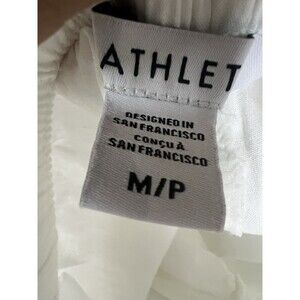 ATHLET
DESIGNED IN
SAN FRANCISCO
CONÇU À
SAN FRANCISCO
M/P